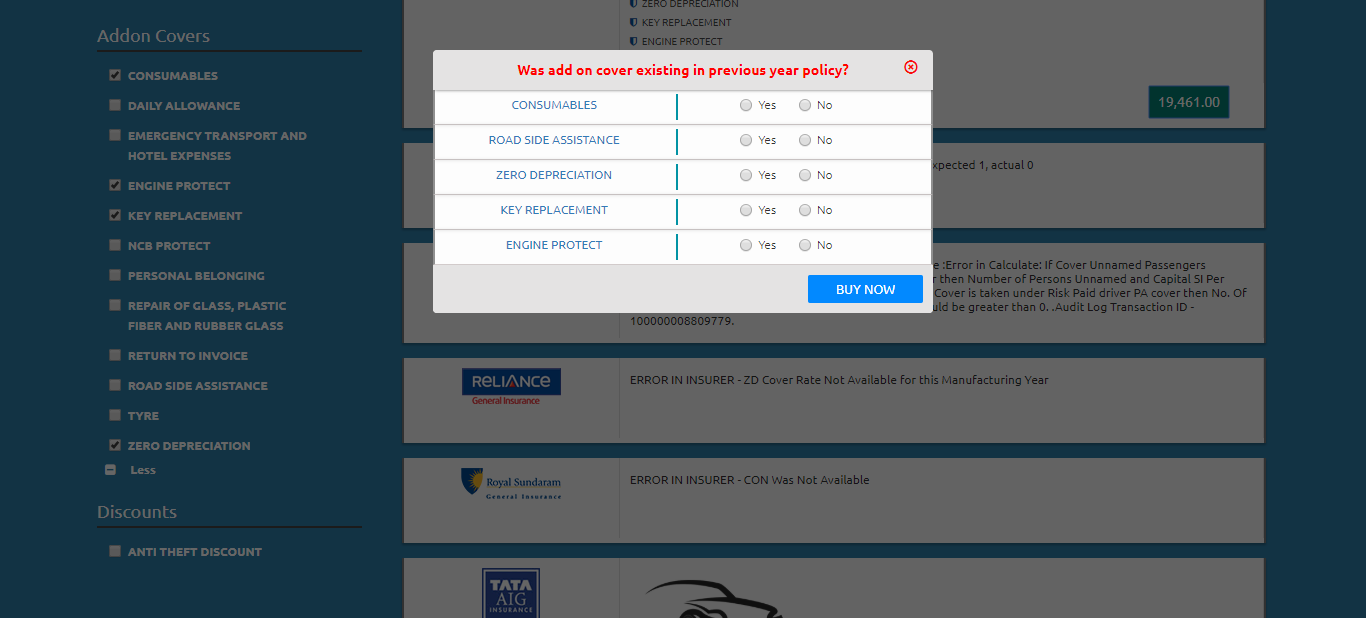 Addon Covers
CONSUMABLES
DAILY ALLOWANCE
EMERGENCY TRANSPORT AND
HOTEL EXPENSES
ENGINE PROTECT
KEY REPLACEMENT
NCB PROTECT
PERSONAL BELONGING
REPAIR OF GLASS, PLASTIC
FIBER AND RUBBER GLASS
RETURN TO INVOICE
ROAD SIDE ASSISTANCE
TYRE
ZERO DEPRECIATION
Less
Discounts
ANTI THEFT DISCOUNT
ZERO DEPRECIATION
KEY REPLACEMENT
ENGINE PROTECT
19,461.00
Was add on cover existing in previous year policy?
CONSUMABLES Yes No
ROAD SIDE ASSISTANCE Yes No
ZERO DEPRECIATION Yes No
KEY REPLACEMENT Yes No
ENGINE PROTECT Yes No
BUY NOW
xpected 1, actual 0
e :Error in Calculate: If Cover Unnamed Passengers
r then Number of Persons Unnamed and Capital SI Per
Cover is taken under Risk Paid driver PA cover then No. Of
uld be greater than 0. .Audit Log Transaction ID -
100000008809779.
RELIANCE
General Insurance
ERROR IN INSURER - ZD Cover Rate Not Available for this Manufacturing Year
Royal Sundaram
General Insurance
ERROR IN INSURER - CON Was Not Available
TATA
AIG
INSURANCE